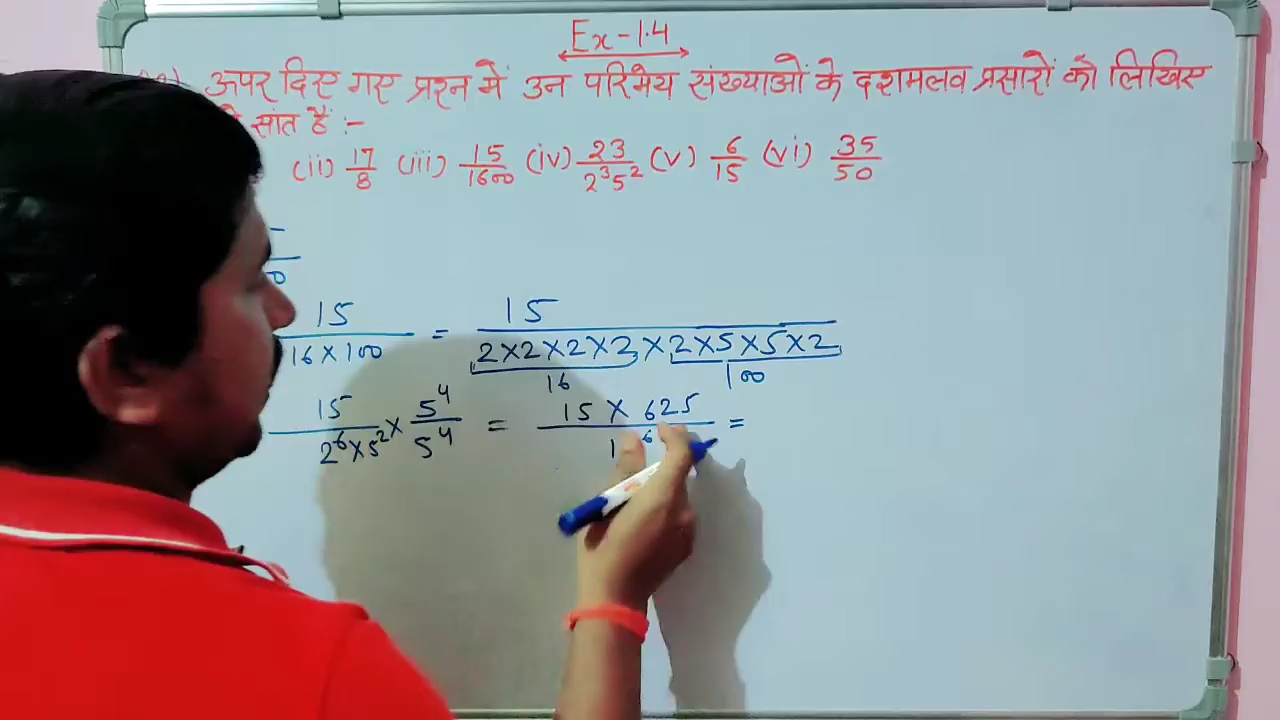 Ex-1.4
ऊपर दिए गए प्रश्न में उन परिमेय संख्याओं के दशमलव प्रसारों को लिखिए
सांत हैं :-
(ii) 17/8 (iii) 15/1600 (iv) 23/2³5² (v) 6/15 (vi) 35/50
15/16×100 = 15/2×2×2×2×2×5×5×2
16 100
15/2⁶×5² × 5⁴/5⁴ = 15×625/1 ⁶ =